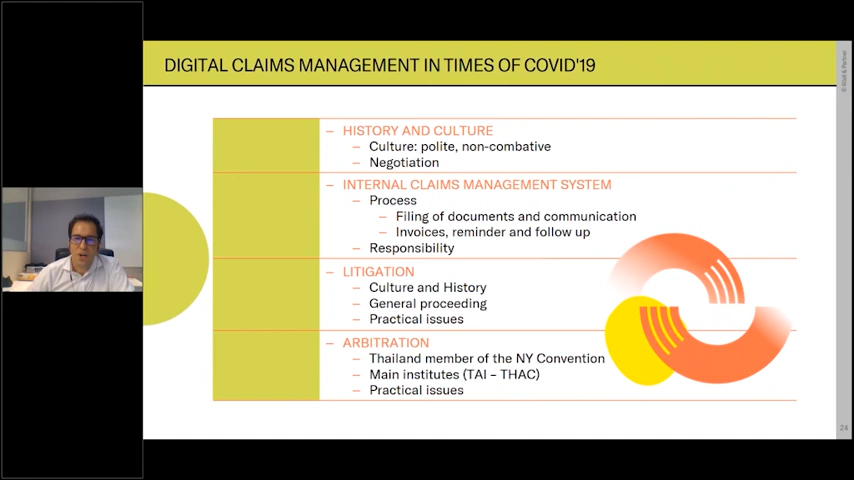 DIGITAL CLAIMS MANAGEMENT IN TIMES OF COVID'19
– HISTORY AND CULTURE
– Culture: polite, non-combative
– Negotiation
– INTERNAL CLAIMS MANAGEMENT SYSTEM
– Process
– Filing of documents and communication
– Invoices, reminder and follow up
– Responsibility
– LITIGATION
– Culture and History
– General proceeding
– Practical issues
– ARBITRATION
– Thailand member of the NY Convention
– Main institutes (TAI – THAC)
– Practical issues
24